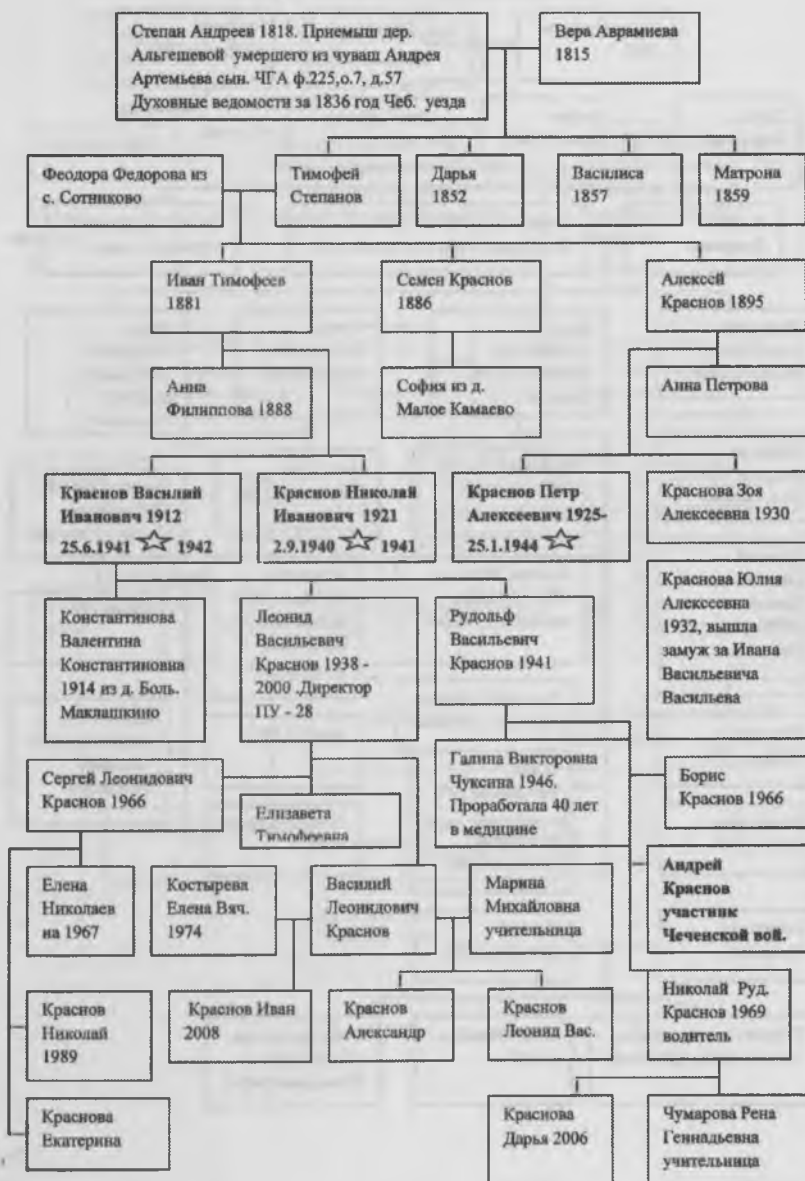 Степан Андреев 1818. Приемыш дер.
Альгешевой умершего из чуваш Андрея
Артемьева сын. ЧГА ф.225,о.7, д.57
Духовные ведомости за 1836 год Чеб. уезда
Вера Аврамиева
1815
Феодора Федорова из
с. Сотниково
Тимофей
Степанов
Дарья
1852
Василиса
1857
Матрона
1859
Иван Тимофеев
1881
Семен Краснов
1886
Алексей
Краснов 1895
Анна
Филиппова 1888
София из д.
Малое Камаево
Анна Петрова
Краснов Василий
Иванович 1912
25.6.1941 ☆ 1942
Краснов Николай
Иванович 1921
2.9.1940 ☆ 1941
Краснов Петр
Алексеевич 1925-
25.1.1944 ☆
Краснова Зоя
Алексеевна 1930
Константинова
Валентина
Константиновна
1914 из д. Боль.
Маклашкино
Леонид
Васильевич
Краснов 1938 -
2000 .Директор
ПУ - 28
Рудольф
Васильевич
Краснов 1941
Краснова Юлия
Алексеевна
1932, вышла
замуж за Ивана
Васильевича
Васильева
Сергей Леонидович
Краснов 1966
Елизавета
Тимофеевна
Галина Викторовна
Чуксина 1946.
Проработала 40 лет
в медицине
Борис
Краснов 1966
Елена
Николаев
на 1967
Костырева
Елена Вяч.
1974
Василий
Леонидович
Краснов
Марина
Михайловна
учительница
Андрей
Краснов
участник
Чеченской вой.
Краснов
Николай
1989
Краснов Иван
2008
Краснов
Александр
Краснов
Леонид Вас.
Николай Руд.
Краснов 1969
водитель
Краснова
Екатерина
Краснова
Дарья 2006
Чумарова Рена
Геннадьевна
учительница